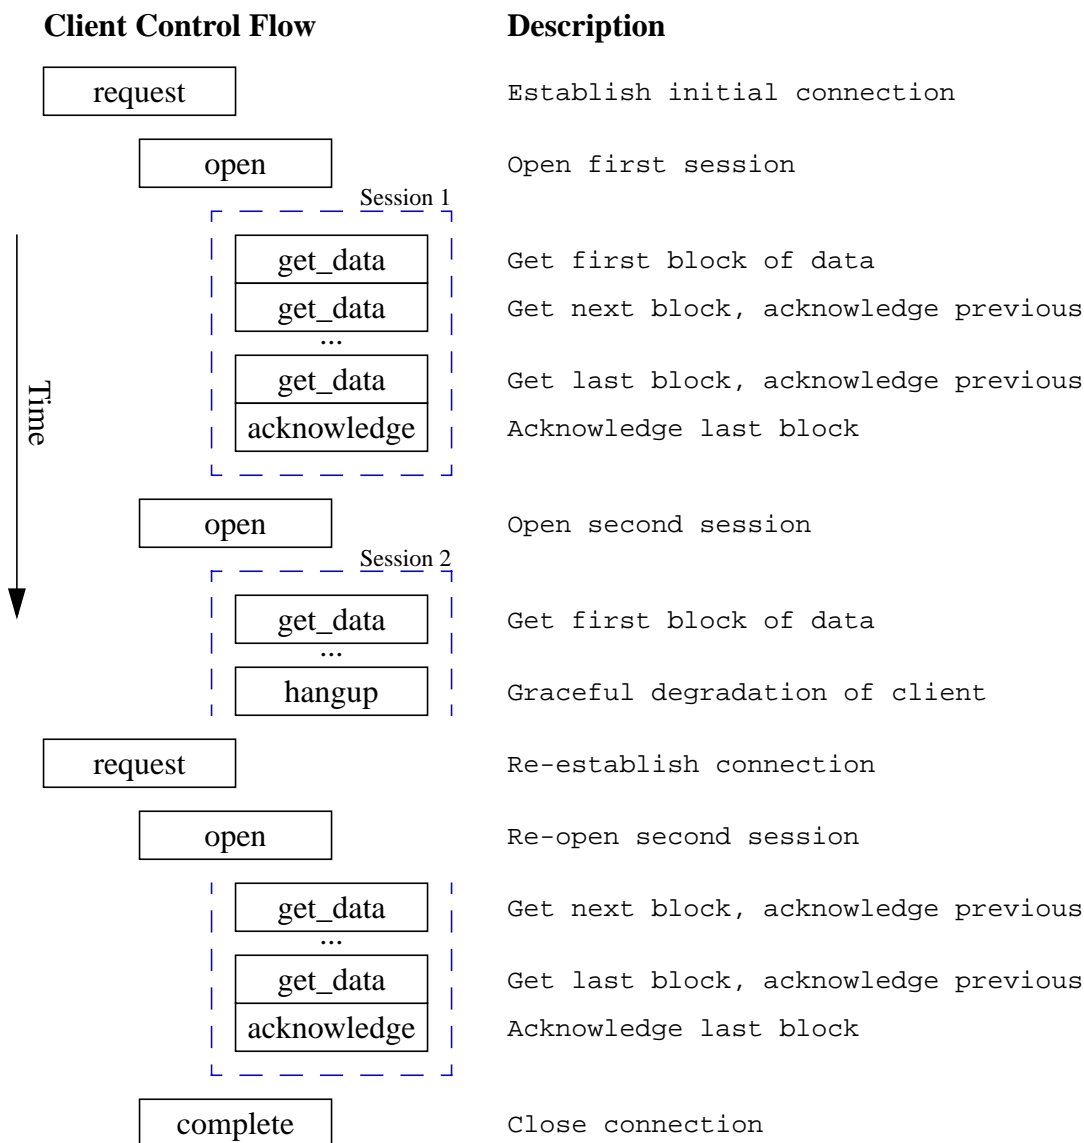 Client Control Flow Description
request Establish initial connection
open Open first session
Session 1
get_data Get first block of data
get_data Get next block, acknowledge previous
...
get_data Get last block, acknowledge previous
Time
acknowledge Acknowledge last block
open Open second session
Session 2
get_data Get first block of data
...
hangup Graceful degradation of client
request Re-establish connection
open Re-open second session
get_data Get next block, acknowledge previous
...
get_data Get last block, acknowledge previous
acknowledge Acknowledge last block
complete Close connection